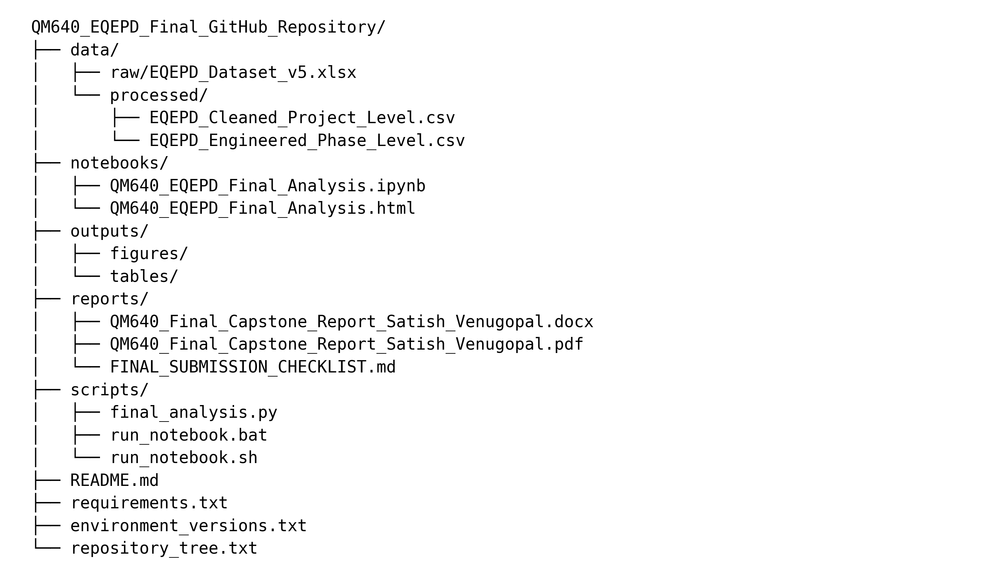 QM640_EQEPD_Final_GitHub_Repository/
├── data/
│   ├── raw/EQEPD_Dataset_v5.xlsx
│   └── processed/
│       ├── EQEPD_Cleaned_Project_Level.csv
│       └── EQEPD_Engineered_Phase_Level.csv
├── notebooks/
│   ├── QM640_EQEPD_Final_Analysis.ipynb
│   └── QM640_EQEPD_Final_Analysis.html
├── outputs/
│   ├── figures/
│   └── tables/
├── reports/
│   ├── QM640_Final_Capstone_Report_Satish_Venugopal.docx
│   ├── QM640_Final_Capstone_Report_Satish_Venugopal.pdf
│   └── FINAL_SUBMISSION_CHECKLIST.md
├── scripts/
│   ├── final_analysis.py
│   ├── run_notebook.bat
│   └── run_notebook.sh
├── README.md
├── requirements.txt
├── environment_versions.txt
└── repository_tree.txt